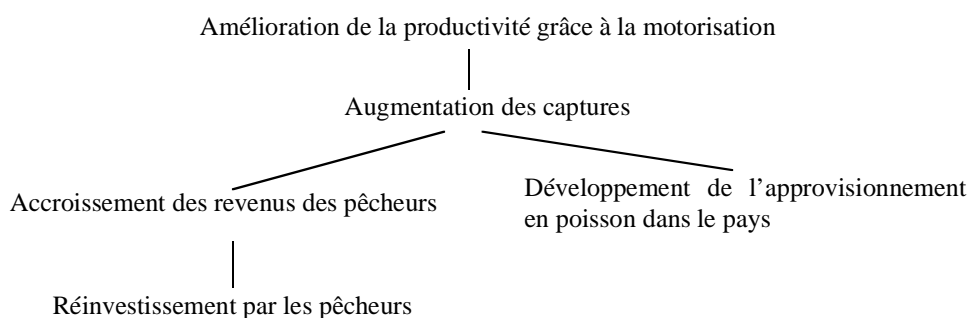 Amélioration de la productivité grâce à la motorisation
Augmentation des captures
Accroissement des revenus des pêcheurs
Développement de l’approvisionnement
en poisson dans le pays
Réinvestissement par les pêcheurs